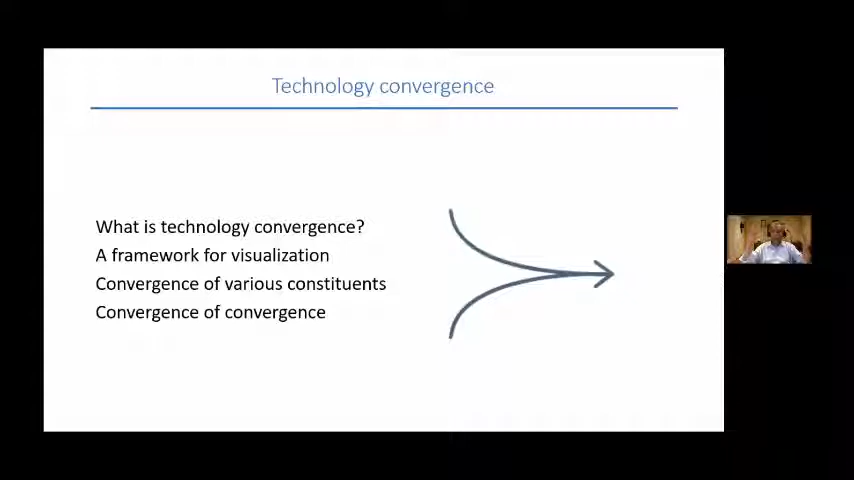 Technology convergence
What is technology convergence?
A framework for visualization
Convergence of various constituents
Convergence of convergence